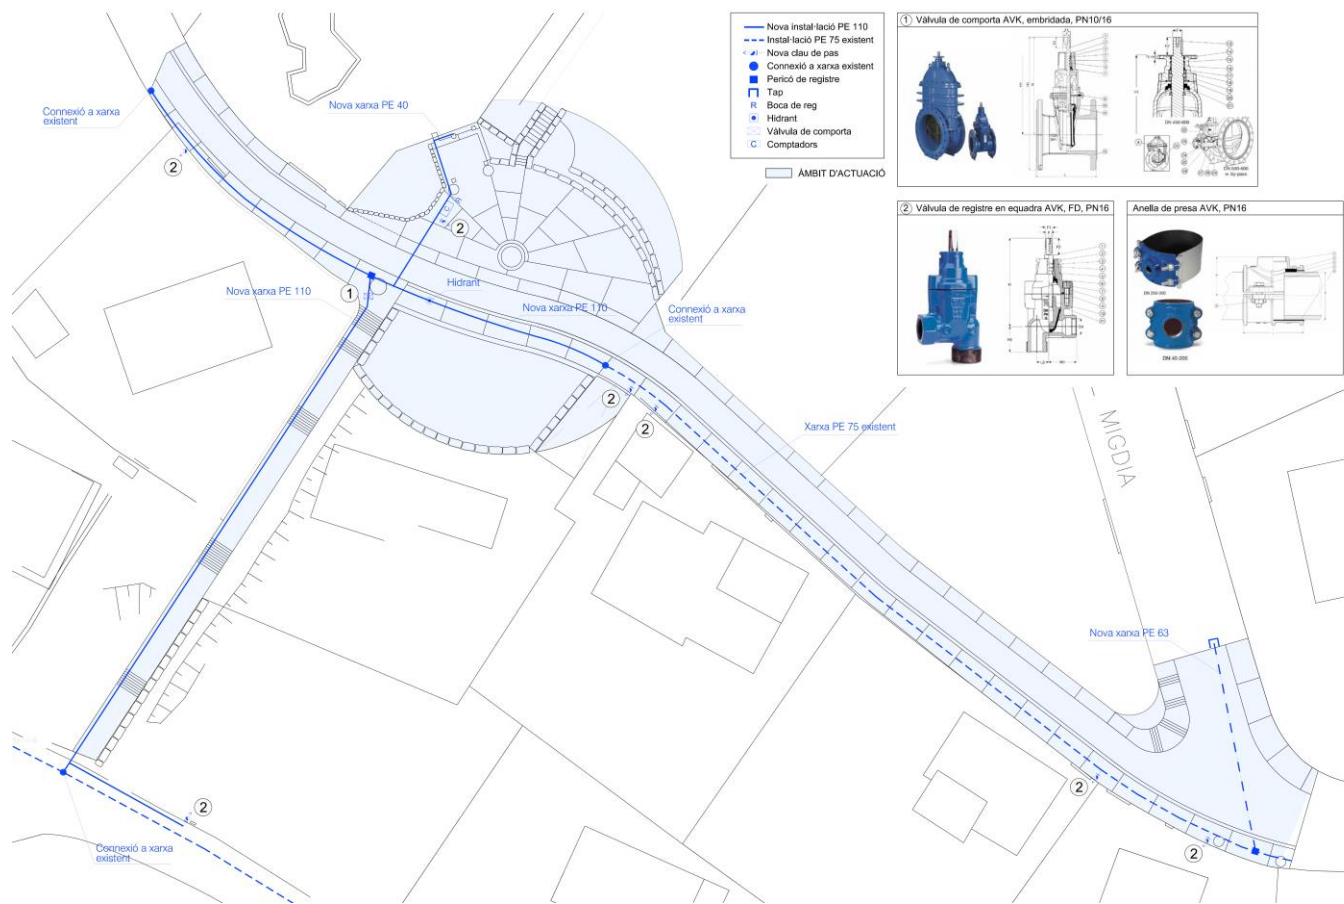 Nova instal·lació PE 110
Instal·lació PE 75 existent
Nova clau de pas
Connexió a xarxa existent
Pericó de registre
Tap
R Boca de reg
Hidrant
Vàlvula de comporta
C Comptadors
ÀMBIT D'ACTUACIÓ
1 Vàlvula de comporta AVK, embridada, PN10/16
2 Vàlvula de registre en equadra AVK, FD, PN16
Anella de presa AVK, PN16
DN 40-300
Connexió a xarxa
existent
2
Nova xarxa PE 40
2
Hidrant
Nova xarxa PE 110
1
Nova xarxa PE 110
Connexió a xarxa
existent
2
2
Xarxa PE 75 existent
MIGDIA
Nova xarxa PE 63
2
2
2
Connexió a xarxa
existent